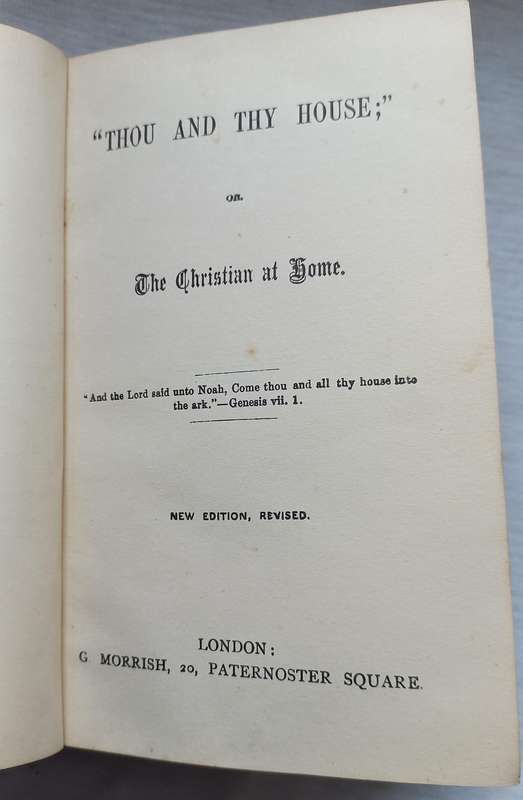 "THOU AND THY HOUSE;"
OR,
The Christian at Home.
"And the Lord said unto Noah, Come thou and all thy house into
the ark."—Genesis vii. 1.
NEW EDITION, REVISED.
LONDON:
G MORRISH, 20, PATERNOSTER SQUARE.